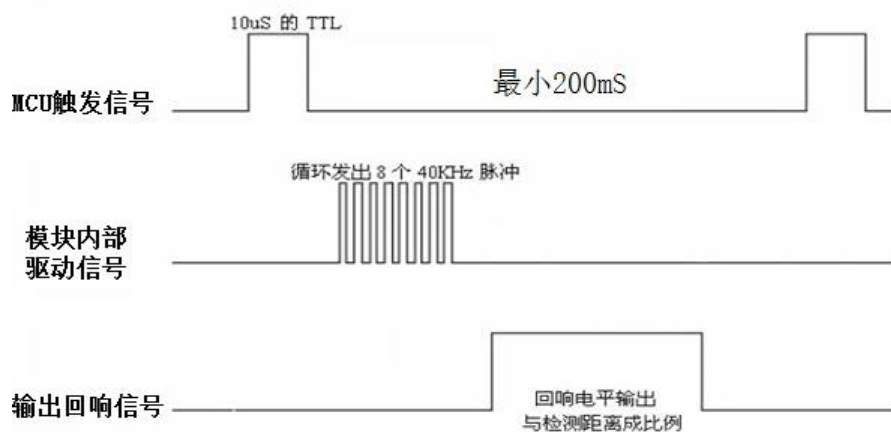 10uS 的 TTL
MCU触发信号
最小200mS
循环发出 8 个 40KHz 脉冲
模块内部
驱动信号
输出回响信号
回响电平输出
与检测距离成比例